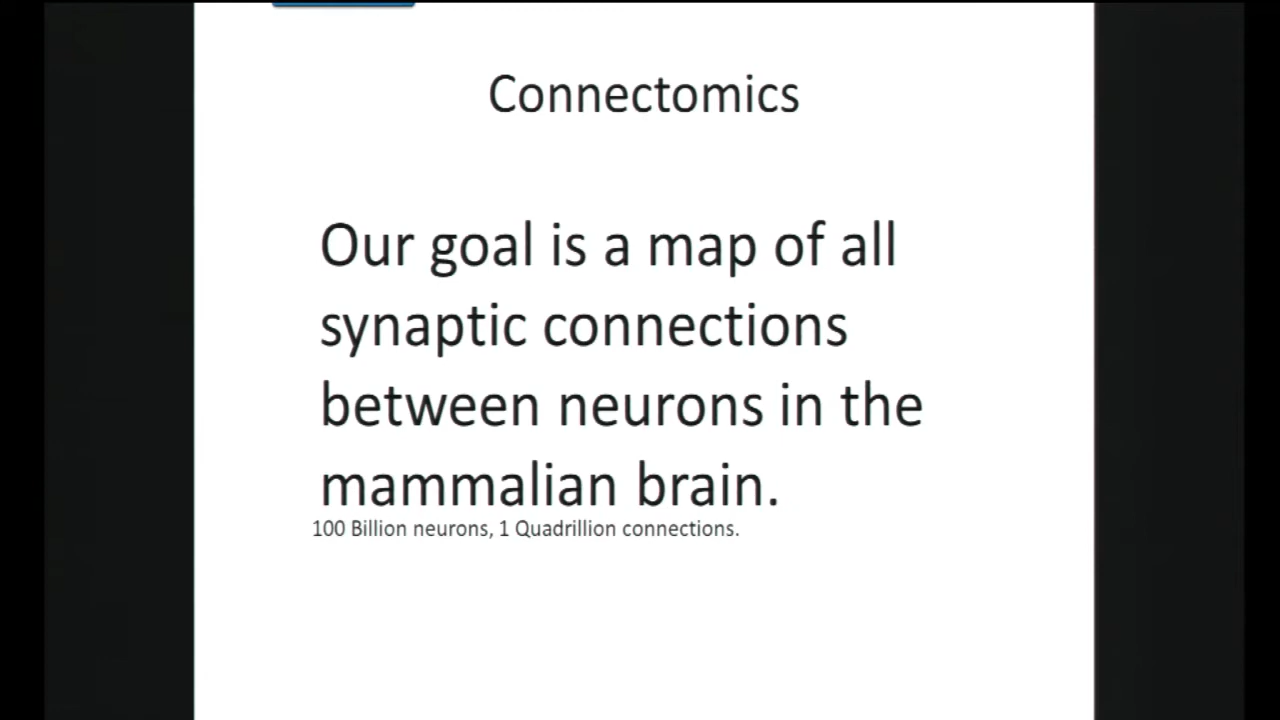 Connectomics
Our goal is a map of all
synaptic connections
between neurons in the
mammalian brain.
100 Billion neurons, 1 Quadrillion connections.